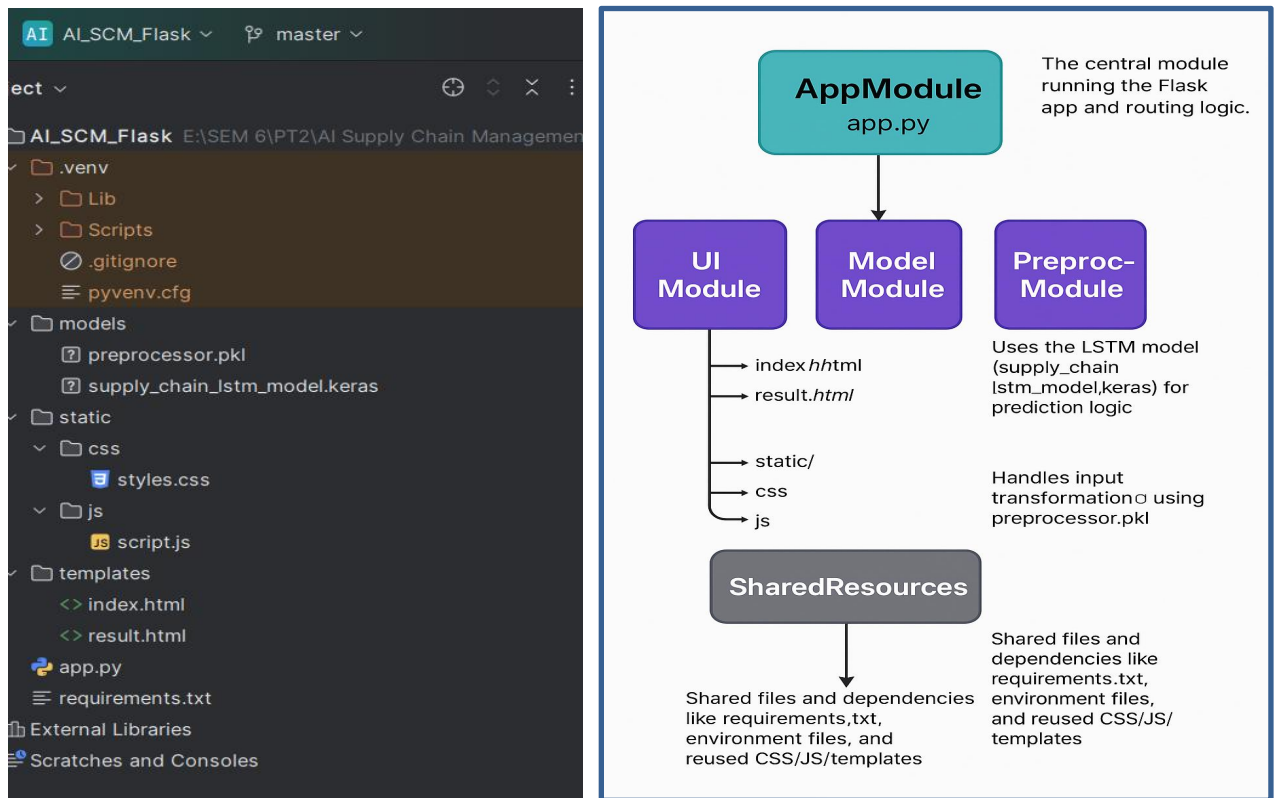 AI AI_SCM_Flask master
ect
AI_SCM_Flask E:\SEM 6\PT2\AI Supply Chain Managemen
.venv
Lib
Scripts
.gitignore
pyvenv.cfg
models
preprocessor.pkl
supply_chain_lstm_model.keras
static
css
styles.css
js
JS script.js
templates
<> index.html
<> result.html
app.py
requirements.txt
External Libraries
Scratches and Consoles
AppModule
app.py
The central module
running the Flask
app and routing logic.
UI
Module
Model
Module
Preproc-
Module
index hhtml
result.html
static/
css
js
Uses the LSTM model
(supply_chain
lstm_model,keras) for
prediction logic
Handles input
transformation using
preprocessor.pkl
SharedResources
Shared files and dependencies
like requirements,txt,
environment files, and
reused CSS/JS/templates
Shared files and
dependencies like
requirements.txt,
environment files,
and reused CSS/JS/
templates